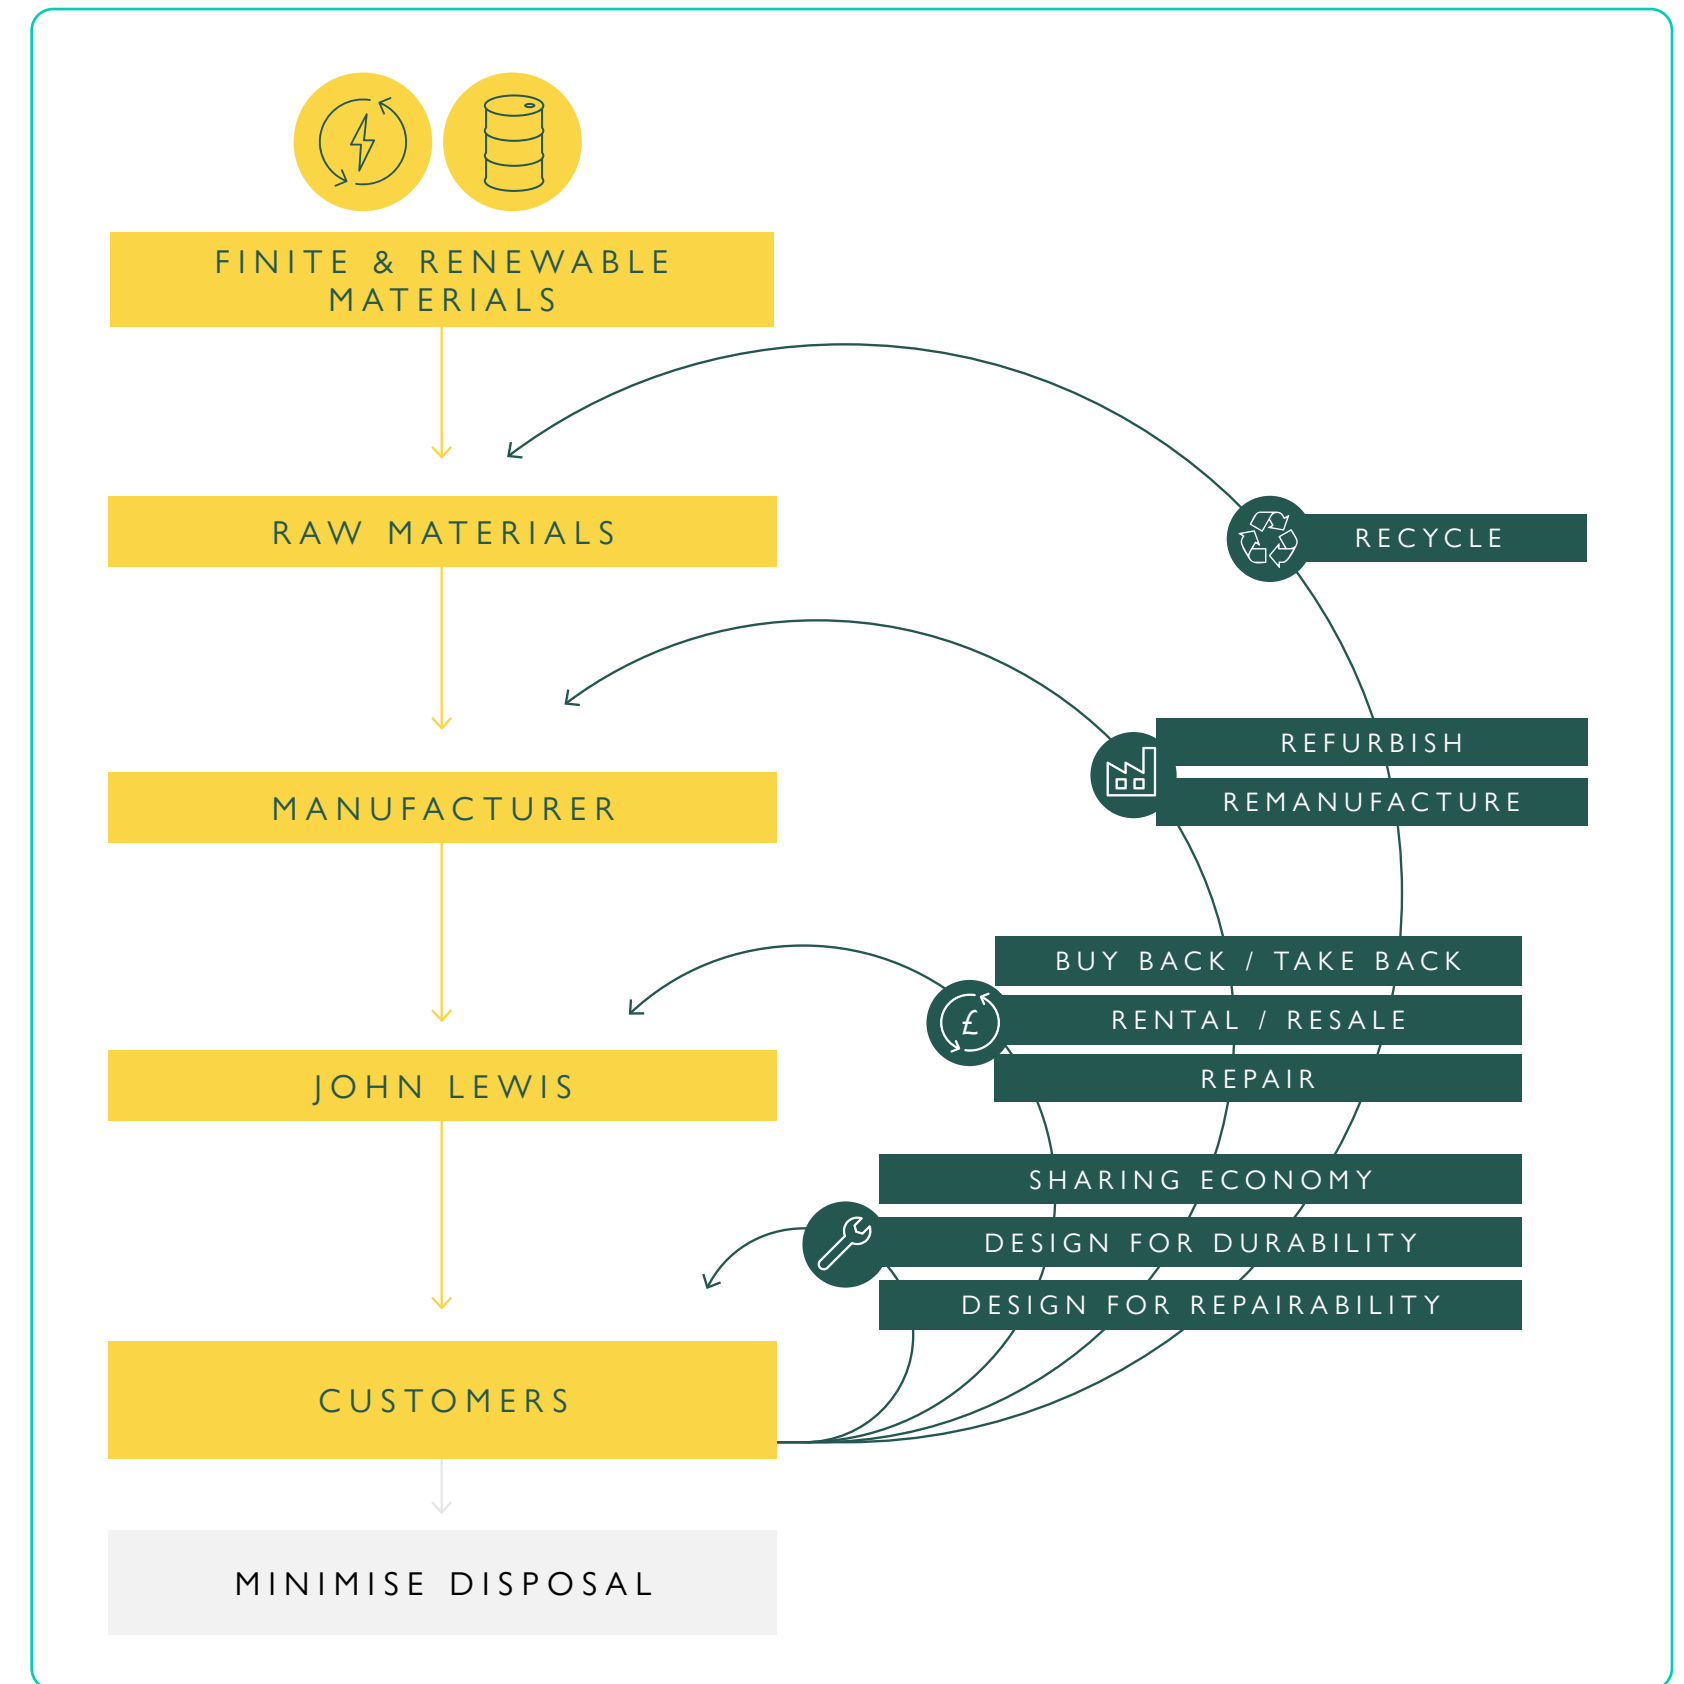 FINITE & RENEWABLE
MATERIALS
RAW MATERIALS
RECYCLE
REFURBISH
REMANUFACTURE
MANUFACTURER
BUY BACK / TAKE BACK
£
RENTAL / RESALE
REPAIR
JOHN LEWIS
SHARING ECONOMY
DESIGN FOR DURABILITY
DESIGN FOR REPAIRABILITY
CUSTOMERS
MINIMISE DISPOSAL